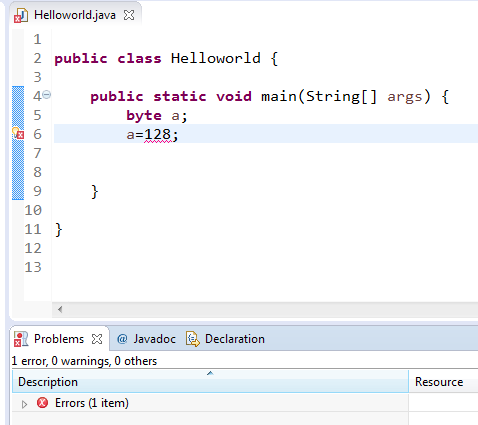 Helloworld.java
1
2 public class Helloworld {
3
4 public static void main(String[] args) {
5 byte a;
6 a=128;
7
8
9 }
10
11 }
12
13
Problems @ Javadoc Declaration
1 error, 0 warnings, 0 others
Description Resource
Errors (1 item)